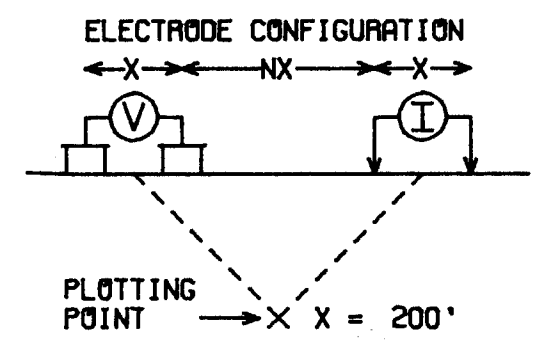 ELECTRODE CONFIGURATION
X NX X
V I
PLOTTING
POINT X = 200'